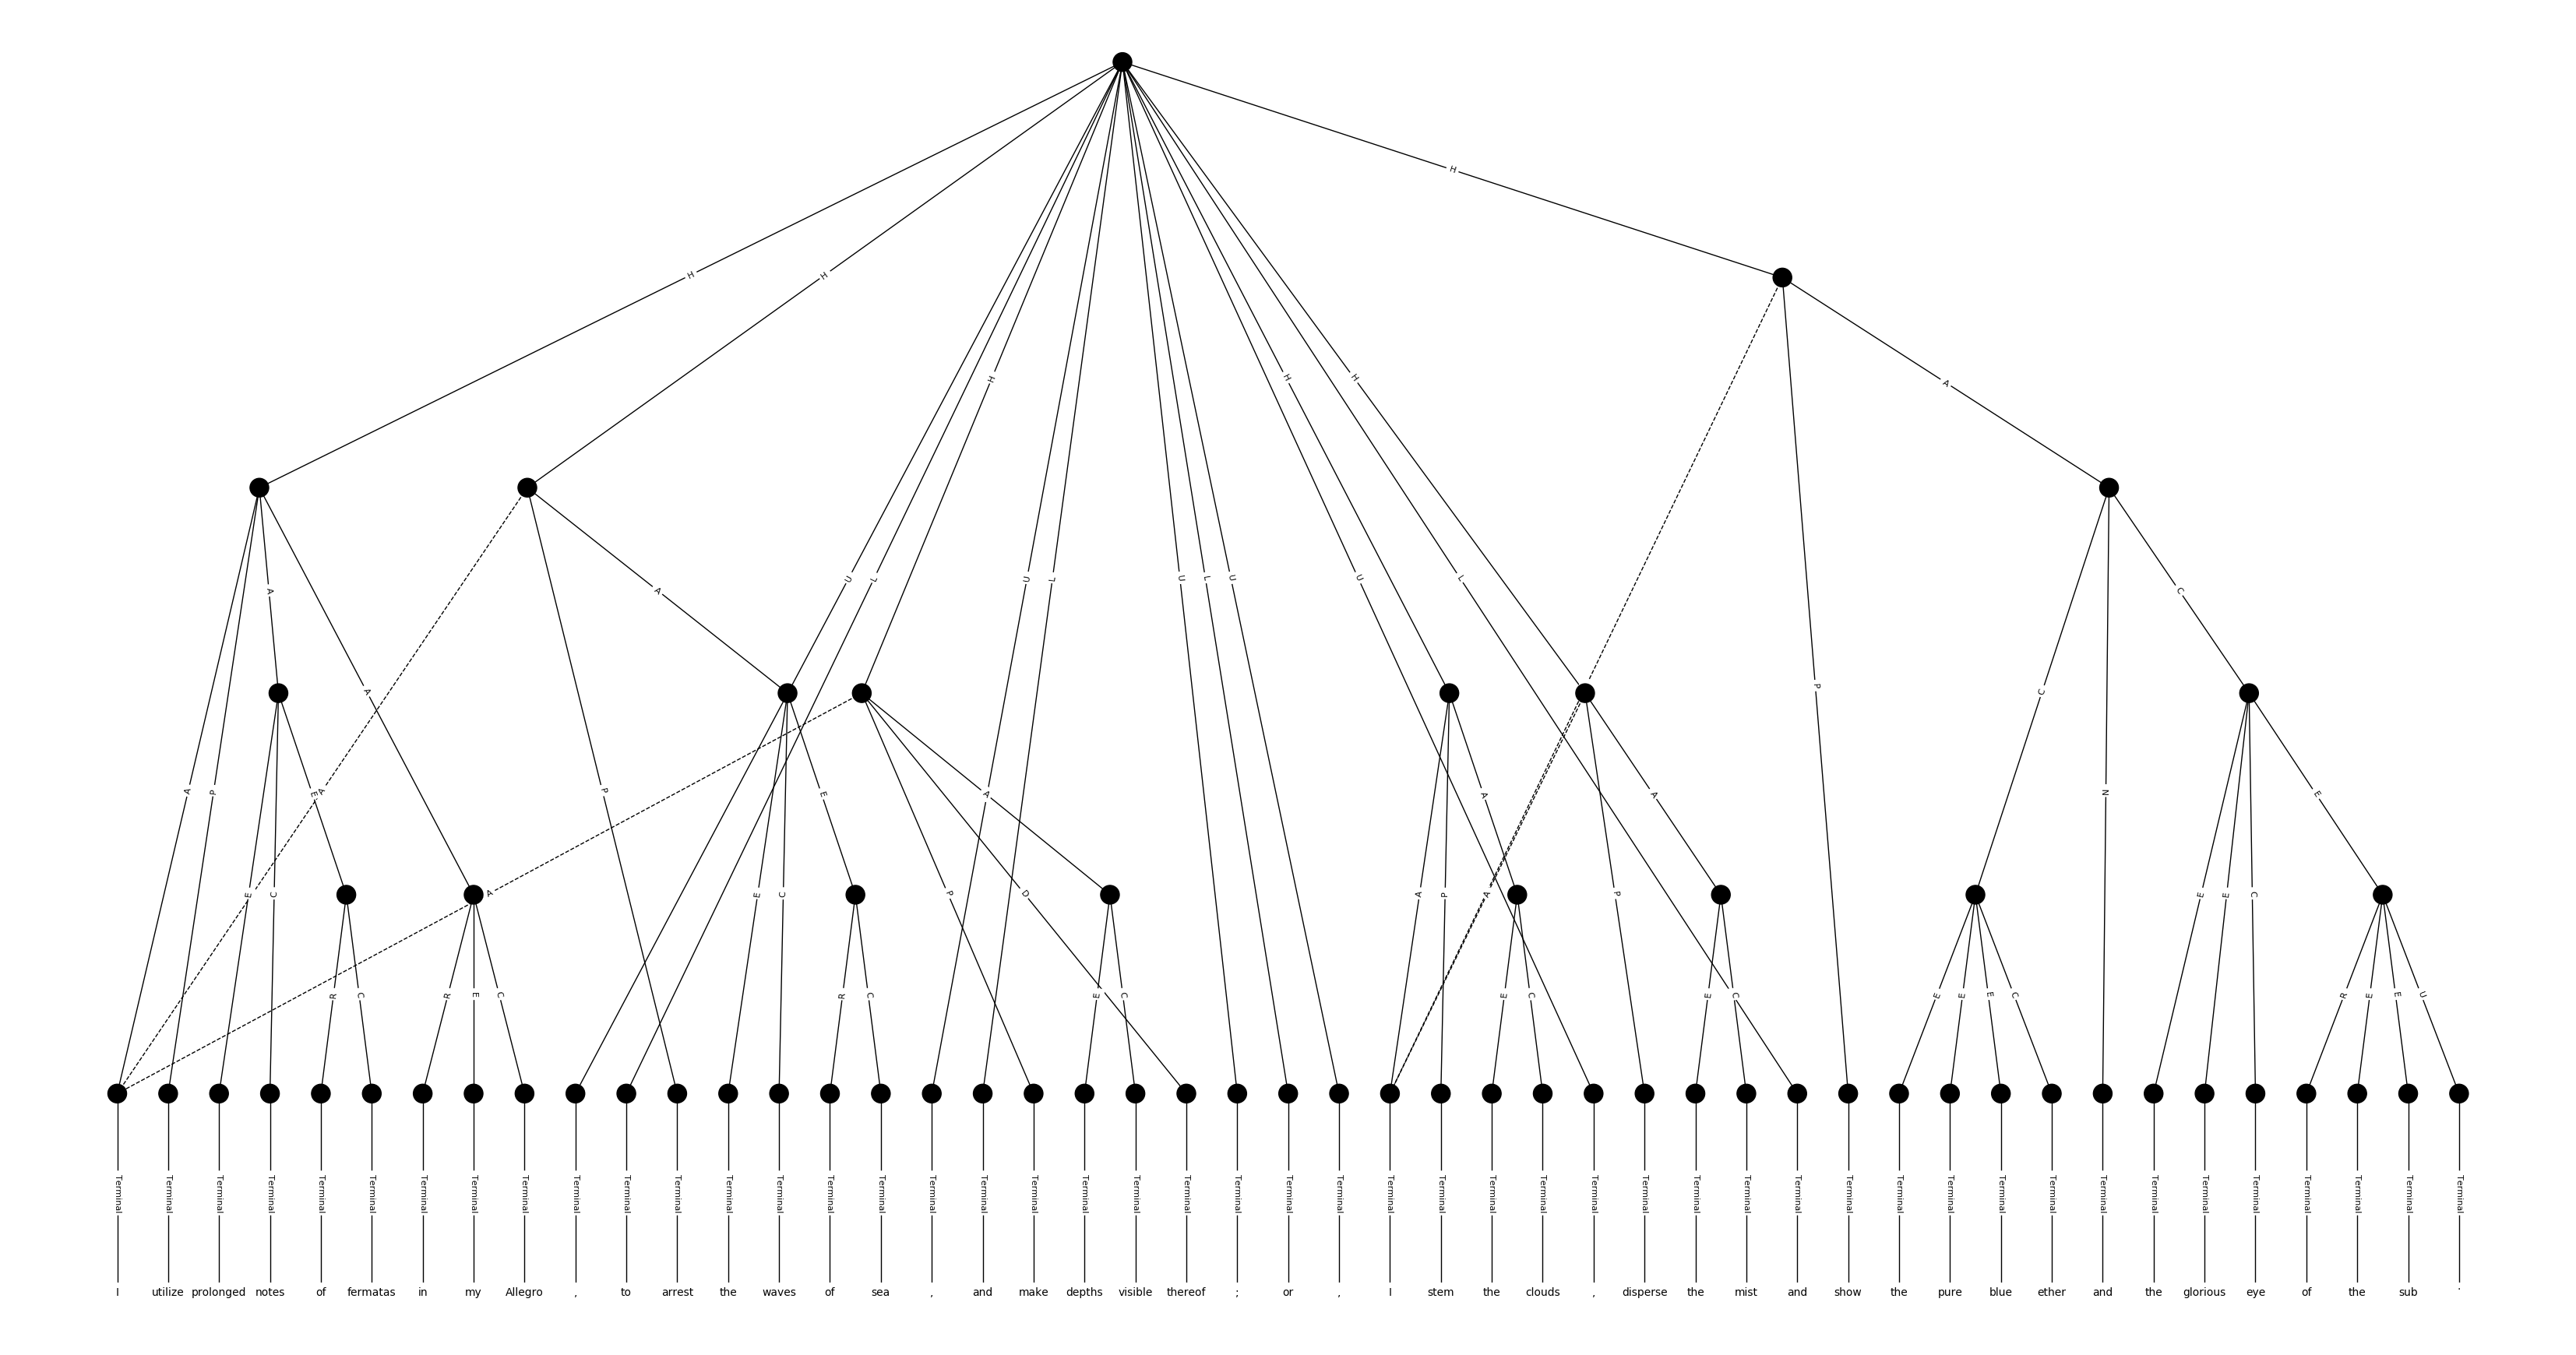 H
H H
H H H
A U L U L U L U U L C
A A A P C
A P E A P E A A A N E
E C A E C P D A P A P E E C
R C R E C R C E C E C E C E E E C R E E U
Terminal Terminal Terminal Terminal Terminal Terminal Terminal Terminal Terminal Terminal Terminal Terminal Terminal Terminal Terminal Terminal Terminal Terminal Terminal Terminal Terminal Terminal Terminal Terminal Terminal Terminal Terminal Terminal Terminal Terminal Terminal Terminal Terminal Terminal Terminal Terminal Terminal Terminal Terminal Terminal Terminal Terminal Terminal Terminal Terminal Terminal Terminal
I utilize prolonged notes of fermatas in my Allegro , to arrest the waves of sea , and make depths visible thereof ; or , I stem the clouds , disperse the mist and show the pure blue ether and the glorious eye of the sub .